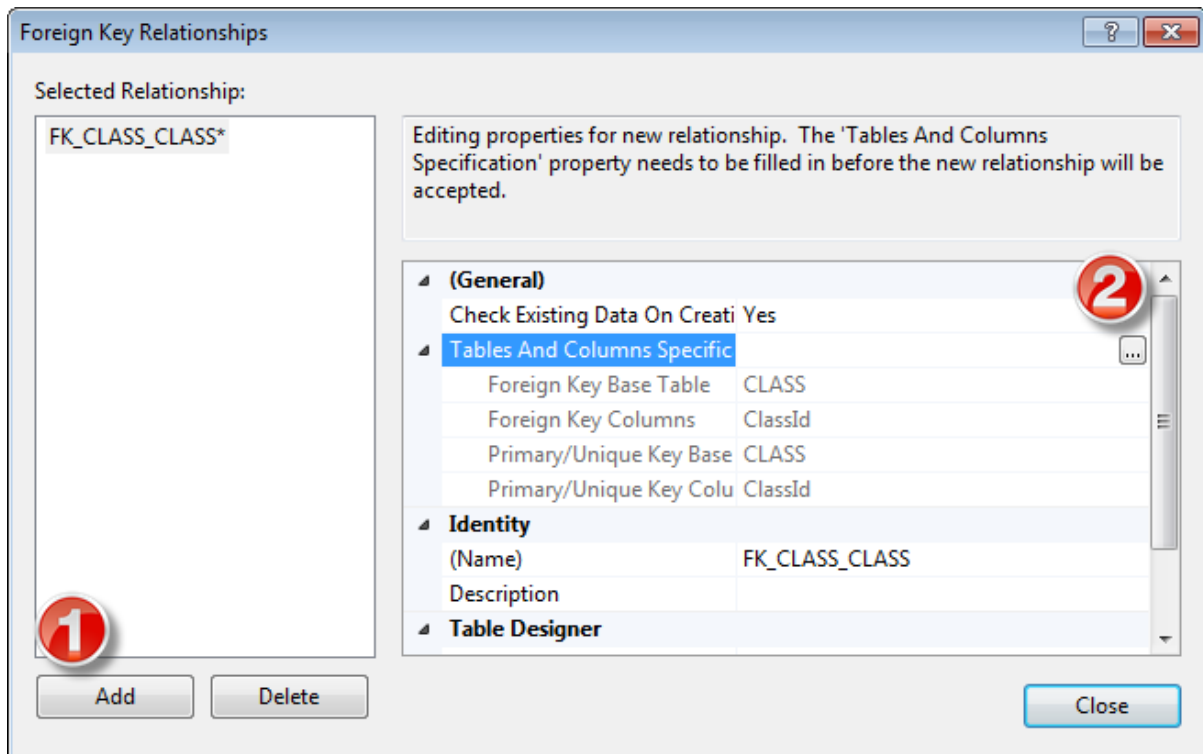 Foreign Key Relationships
Selected Relationship:
FK_CLASS_CLASS*
Editing properties for new relationship. The 'Tables And Columns
Specification' property needs to be filled in before the new relationship will be
accepted.
(General)
2
Check Existing Data On Creati Yes
Tables And Columns Specific ...
Foreign Key Base Table CLASS
Foreign Key Columns ClassId
Primary/Unique Key Base CLASS
Primary/Unique Key Colu ClassId
Identity
(Name) FK_CLASS_CLASS
Description
Table Designer
1
Add Delete
Close